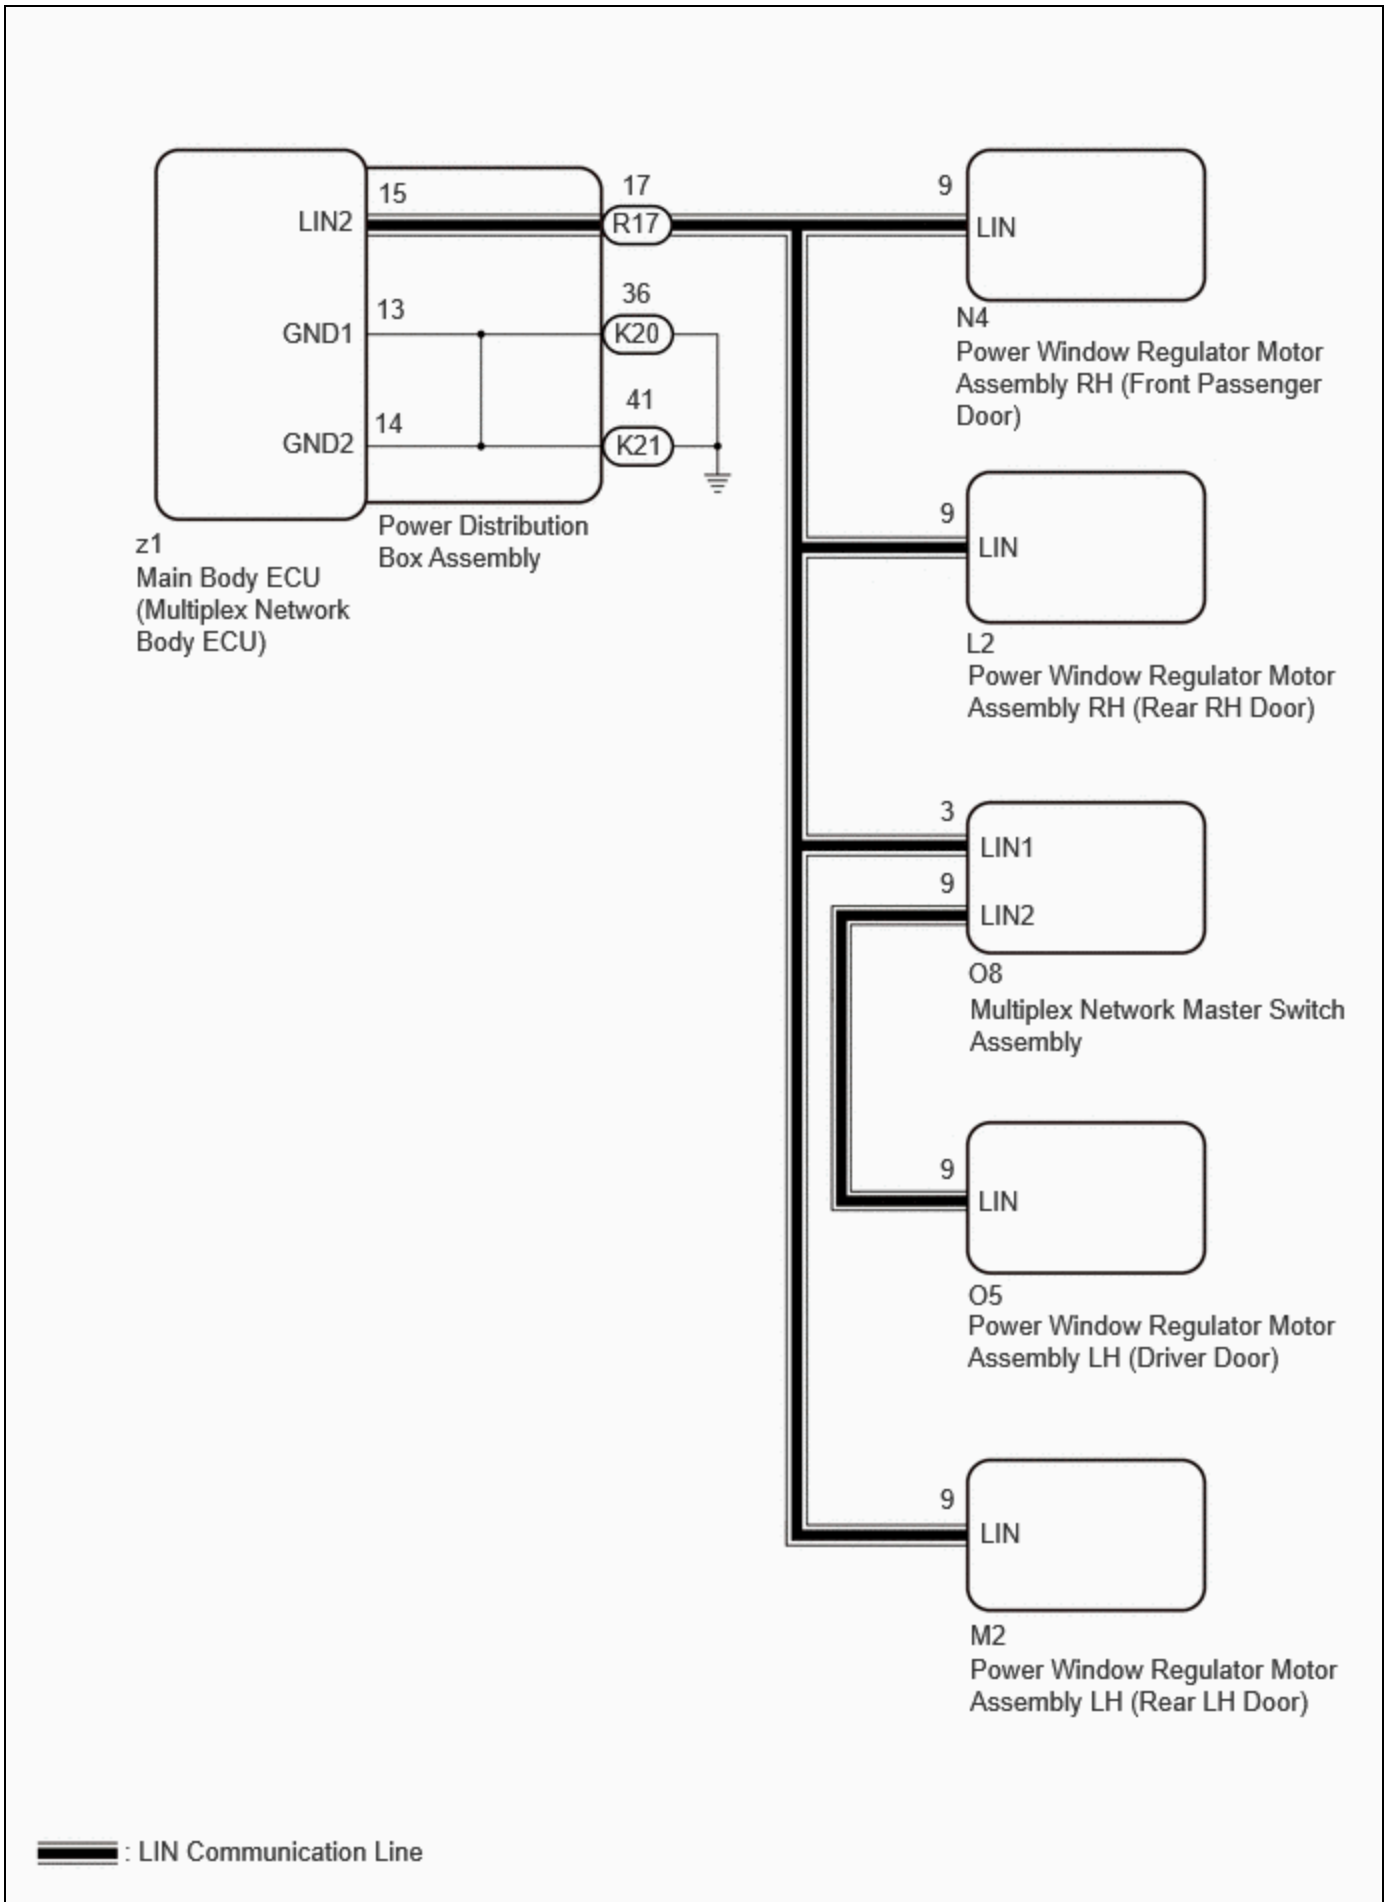 15
17
9
LIN2
R17
LIN
13
36
GND1
K20
N4
Power Window Regulator Motor
Assembly RH (Front Passenger
Door)
14
41
GND2
K21
z1
Main Body ECU
(Multiplex Network
Body ECU)
Power Distribution
Box Assembly
9
LIN
L2
Power Window Regulator Motor
Assembly RH (Rear RH Door)
3
LIN1
9
LIN2
O8
Multiplex Network Master Switch
Assembly
9
LIN
O5
Power Window Regulator Motor
Assembly LH (Driver Door)
9
LIN
M2
Power Window Regulator Motor
Assembly LH (Rear LH Door)
: LIN Communication Line